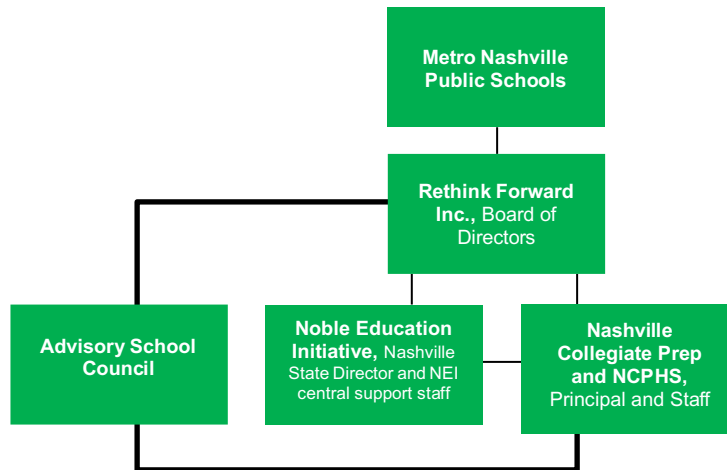 Metro Nashville
Public Schools
Rethink Forward
Inc., Board of
Directors
Advisory School
Council
Noble Education
Initiative, Nashville
State Director and NEI
central support staff
Nashville
Collegiate Prep
and NCPHS,
Principal and Staff